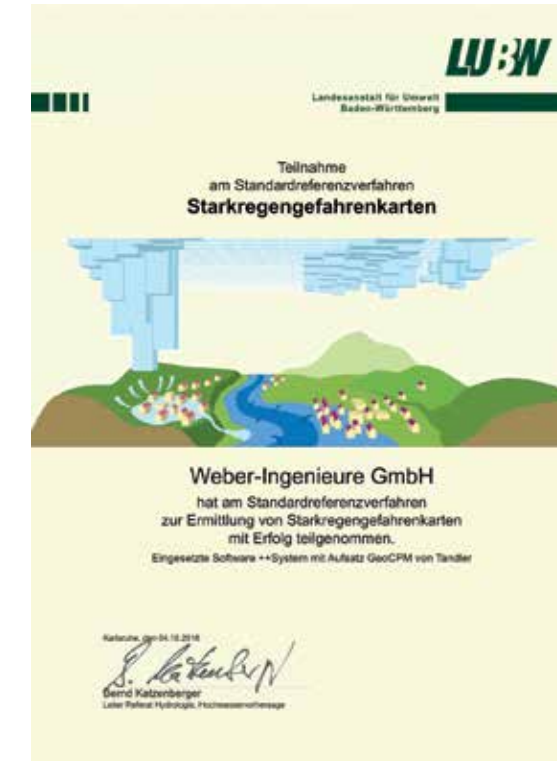 LUBW
Landesanstalt für Umwelt
Baden-Württemberg
Teilnahme
am Standardreferenzverfahren
Starkregengefahrenkarten
Weber-Ingenieure GmbH
hat am Standardreferenzverfahren
zur Ermittlung von Starkregengefahrenkarten
mit Erfolg teilgenommen.
Eingesetzte Software ++System mit Aufsatz GeoCPM von Tandler
Karlsruhe, den 04.10.2018
Bernd Katzenberger
Leiter Referat Hydrologie, Hochwasservorhersage